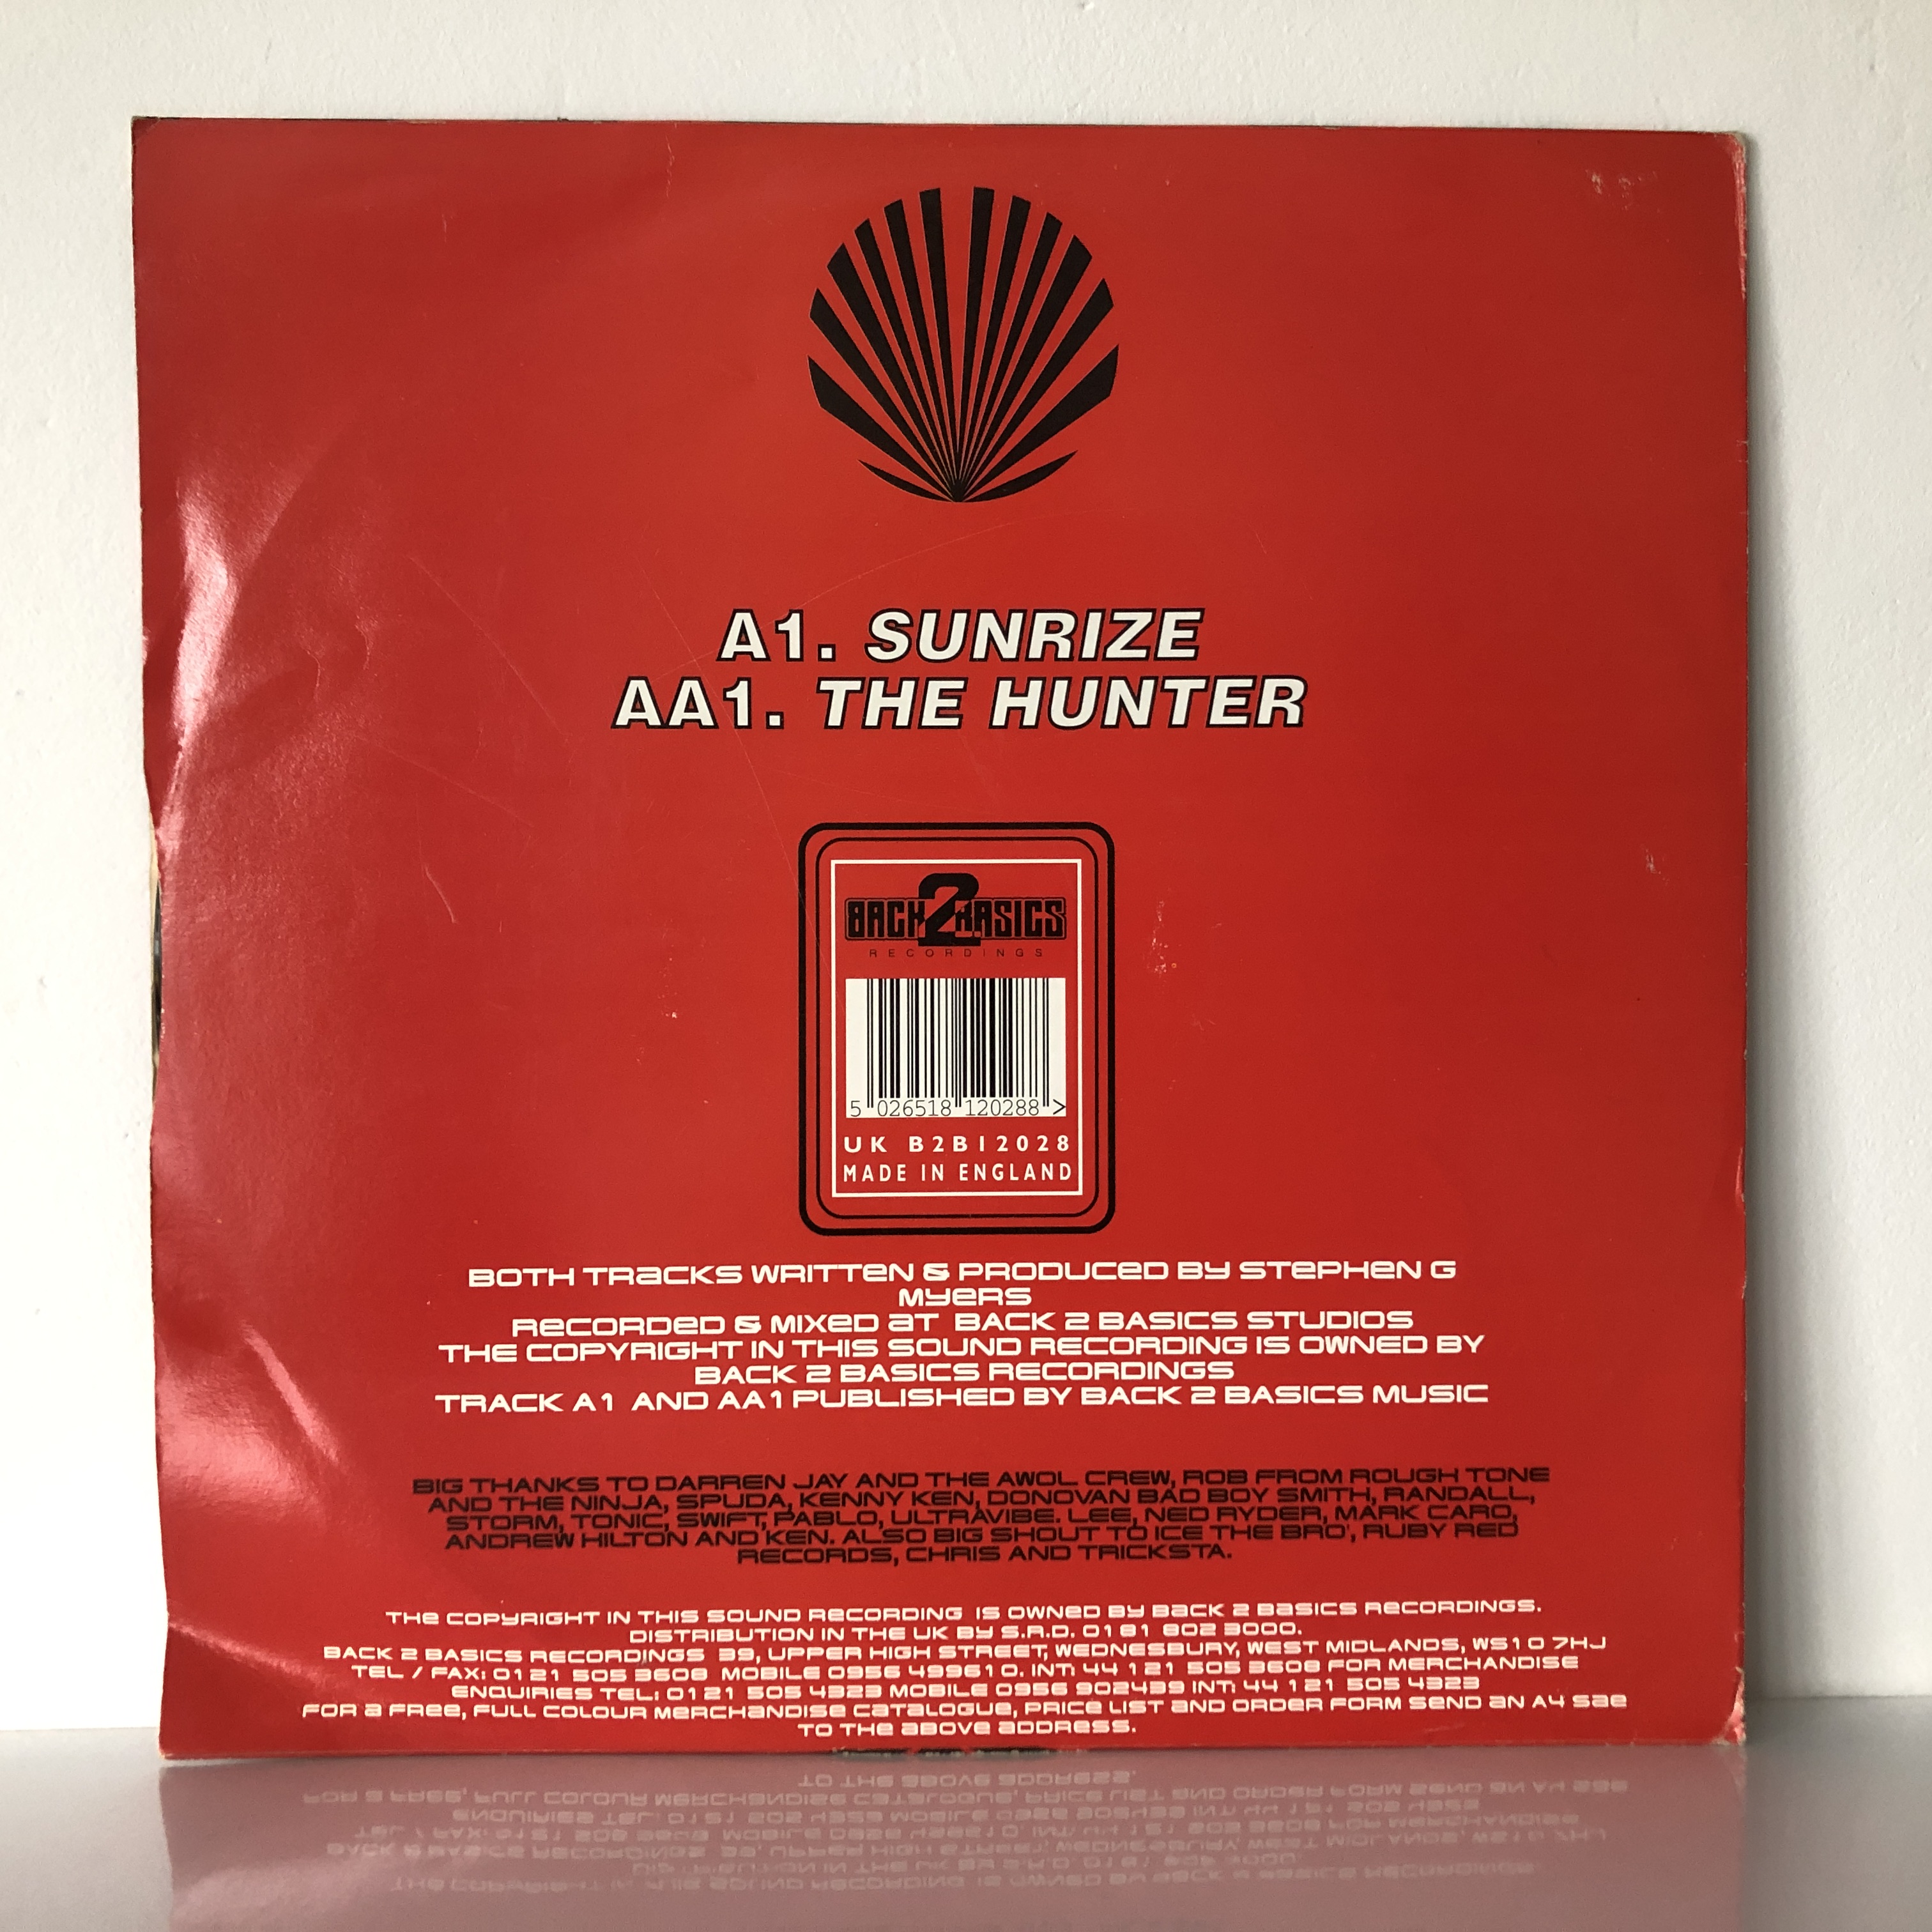 A1. SUNRIZE
AA1. THE HUNTER
BACK 2 BASICS
RECORDINGS
5 026518 120288 >
UK B2B12028
MADE IN ENGLAND
BOTH TRACKS WRITTEN & PRODUCED BY STEPHEN G
MYERS
RECORDED & MIXED AT BACK 2 BASICS STUDIOS
THE COPYRIGHT IN THIS SOUND RECORDING IS OWNED BY
BACK 2 BASICS RECORDINGS
TRACK A1 AND AA1 PUBLISHED BY BACK 2 BASICS MUSIC
BIG THANKS TO DARREN JAY AND THE AWOL CREW, ROB FROM ROUGH TONE
AND THE NINJA, SPUDA, KENNY KEN, DONOVAN BAD BOY SMITH, RANDALL,
STORM, TONIC, SWIFT, PABLO, ULTRAVIBE. LEE, NED RYDER, MARK CARO,
ANDREW HILTON AND KEN. ALSO BIG SHOUT TO ICE THE BRO', RUBY RED
RECORDS, CHRIS AND TRICKSTA.
THE COPYRIGHT IN THIS SOUND RECORDING IS OWNED BY BACK 2 BASICS RECORDINGS.
DISTRIBUTION IN THE UK BY S.R.D. 0181 802 3000.
BACK 2 BASICS RECORDINGS 39, UPPER HIGH STREET, WEDNESBURY, WEST MIDLANDS, WS10 7HJ
TEL / FAX: 0121 505 3608 MOBILE 0956 499610. INT: 44 121 505 3608 FOR MERCHANDISE
ENQUIRIES TEL: 0121 505 4323 MOBILE 0956 902439 INT: 44 121 505 4323
FOR A FREE, FULL COLOUR MERCHANDISE CATALOGUE, PRICE LIST AND ORDER FORM SEND AN A4 SAE
TO THE ABOVE ADDRESS.